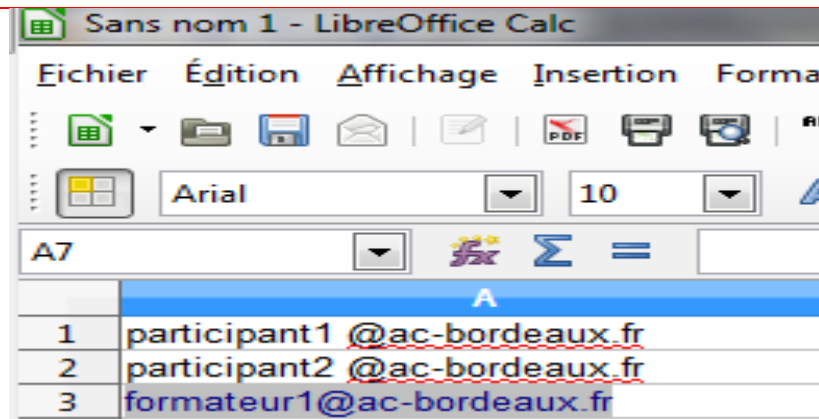 Sans nom 1 - LibreOffice Calc
Fichier Édition Affichage Insertion Forma
PDF
Arial 10
A7
A
1 participant1 @ac-bordeaux.fr
2 participant2 @ac-bordeaux.fr
3 formateur1@ac-bordeaux.fr